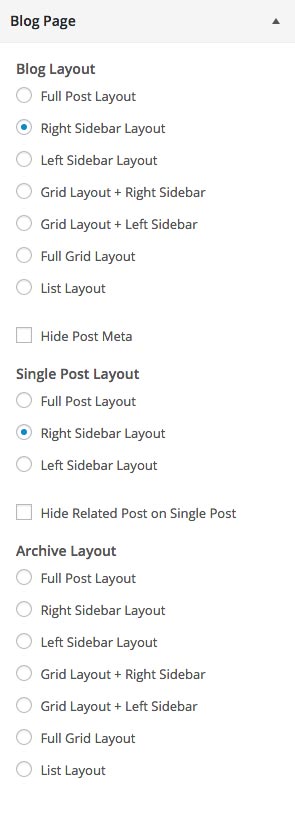 Blog Page
Blog Layout
Full Post Layout
Right Sidebar Layout
Left Sidebar Layout
Grid Layout + Right Sidebar
Grid Layout + Left Sidebar
Full Grid Layout
List Layout
Hide Post Meta
Single Post Layout
Full Post Layout
Right Sidebar Layout
Left Sidebar Layout
Hide Related Post on Single Post
Archive Layout
Full Post Layout
Right Sidebar Layout
Left Sidebar Layout
Grid Layout + Right Sidebar
Grid Layout + Left Sidebar
Full Grid Layout
List Layout